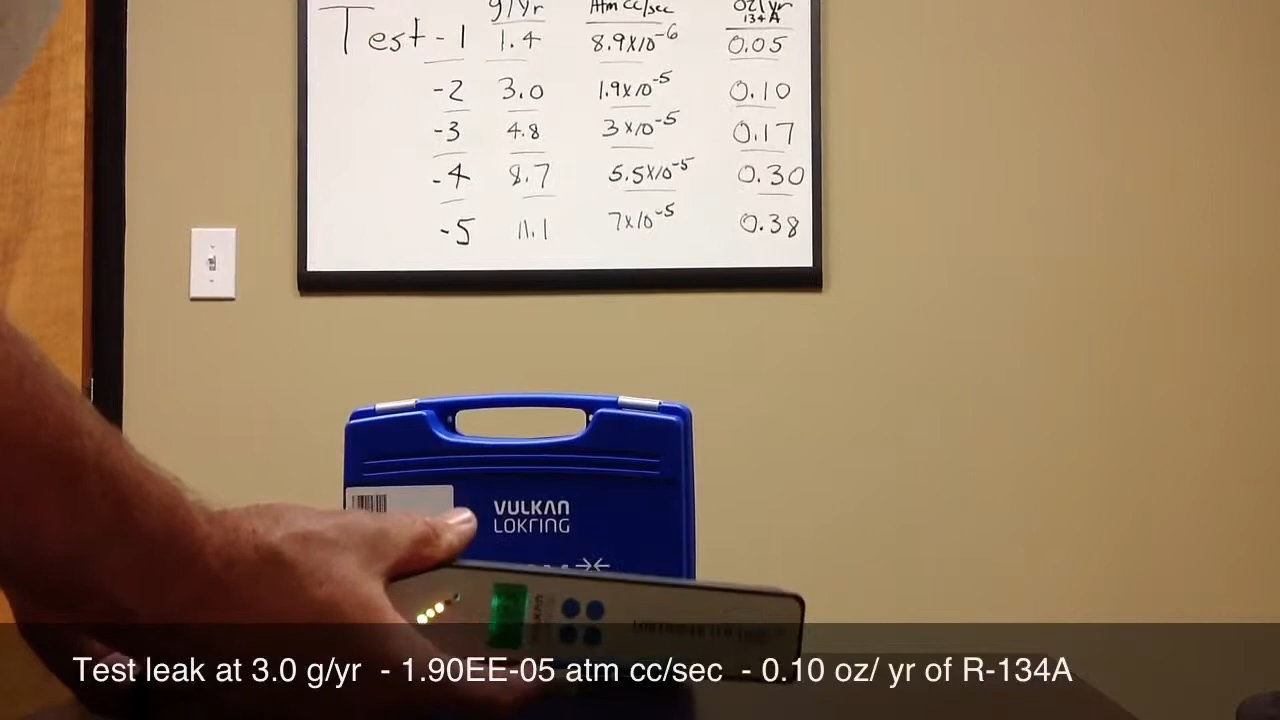 g/yr Atm cc/sec oz/yr
134A
Test -1 1.4 8.9x10-6 0.05
-2 3.0 1.9x10-5 0.10
-3 4.8 3x10-5 0.17
-4 8.7 5.5x10-5 0.30
-5 11.1 7x10-5 0.38
VULKAN
LOKRING
VULKAN
Test leak at 3.0 g/yr - 1.90EE-05 atm cc/sec - 0.10 oz/ yr of R-134A